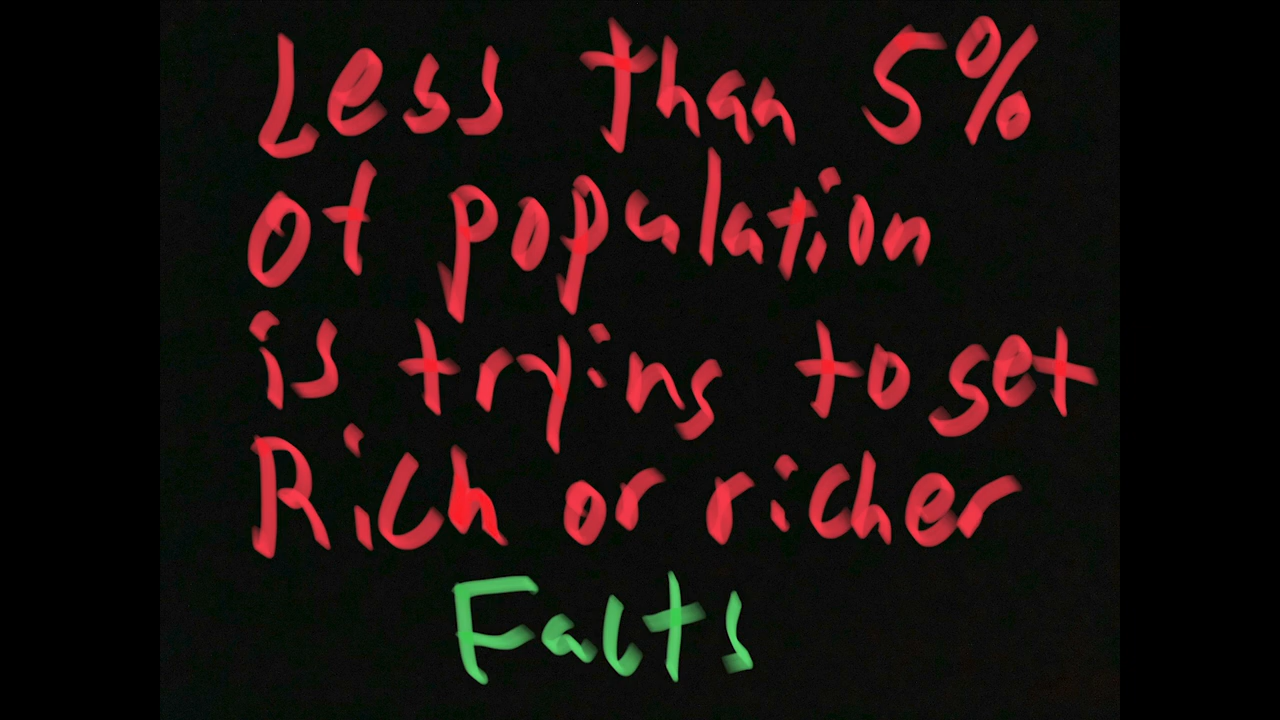 Less than 5%
of population
is trying to get
Rich or richer
Facts